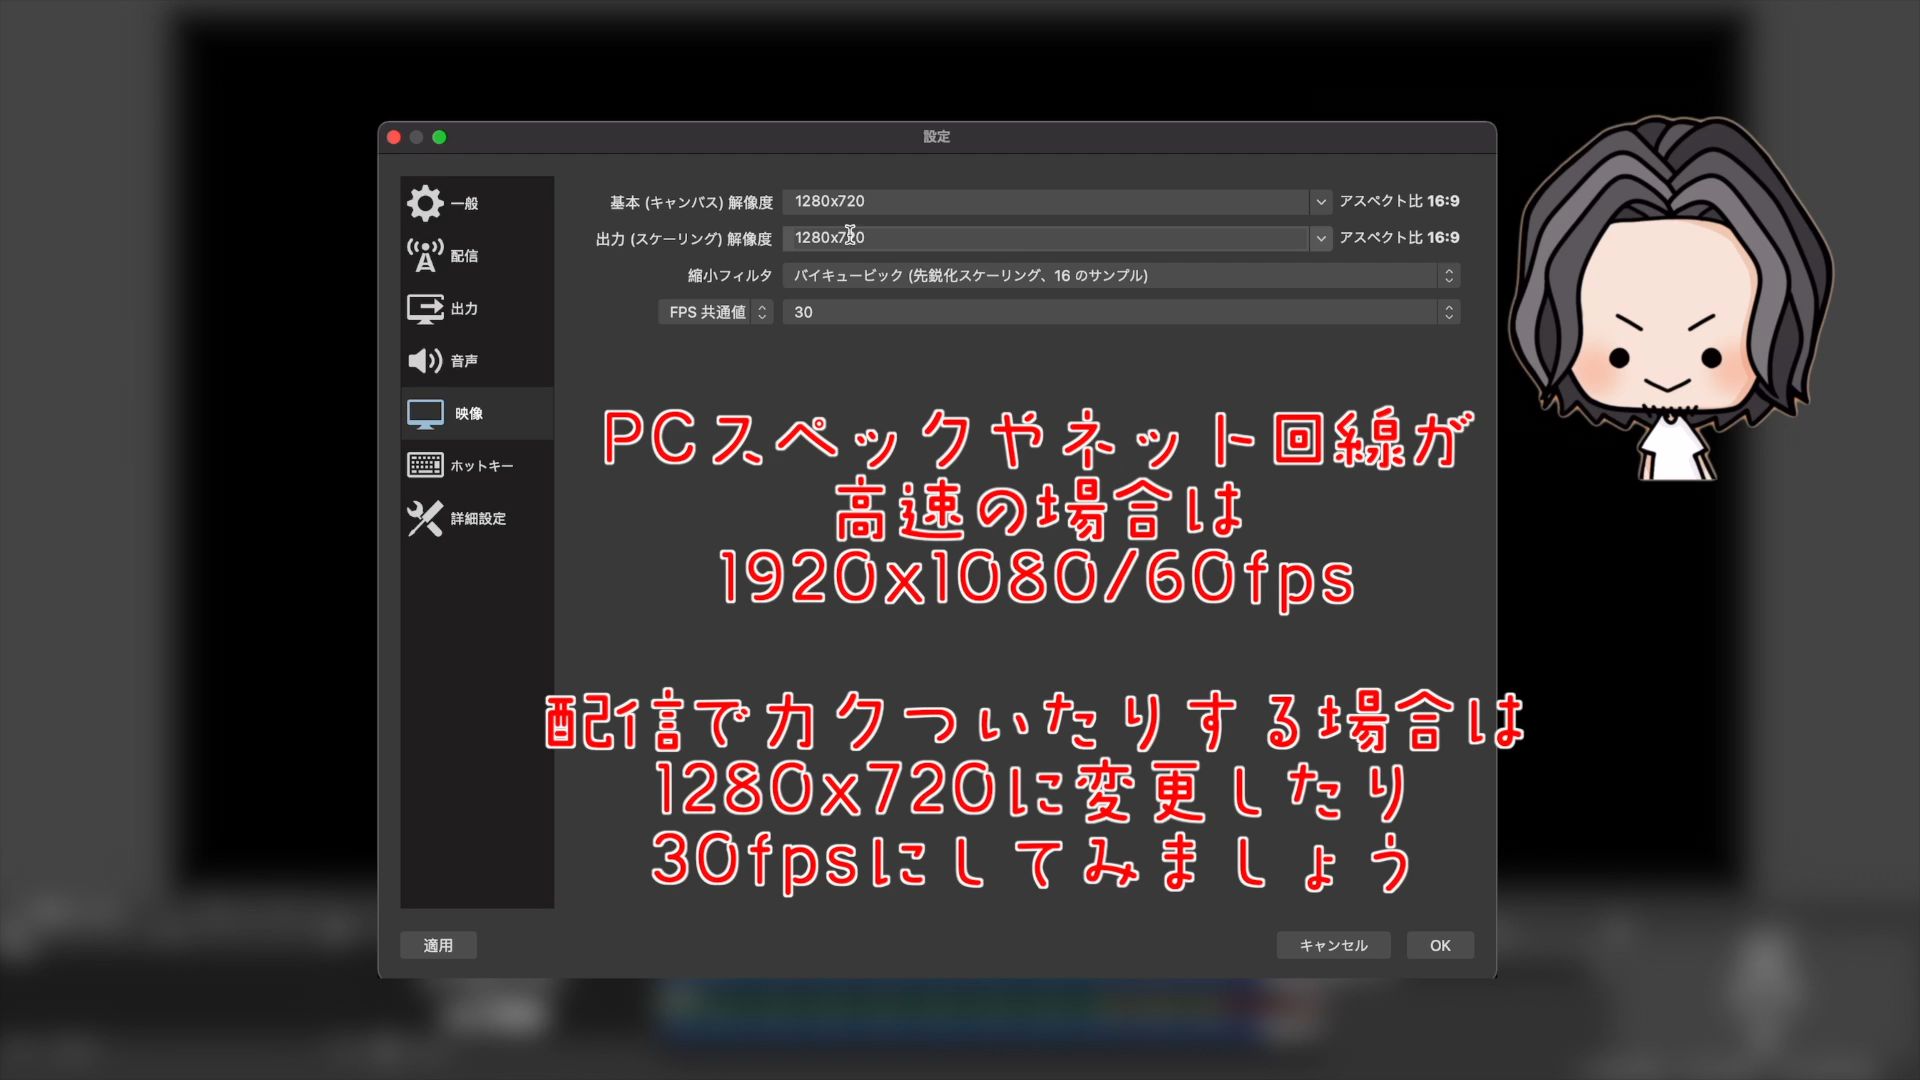 設定
一般
配信
出力
音声
映像
ホットキー
詳細設定
基本 (キャンバス) 解像度 1280x720 アスペクト比 16:9
出力 (スケーリング) 解像度 1280x720 アスペクト比 16:9
縮小フィルタ バイキュービック (先鋭化スケーリング、16 のサンプル)
FPS 共通値 30
PCスペックやネット回線が
高速の場合は
1920x1080/60fps
配信でカクついたりする場合は
1280x720に変更したり
30fpsにしてみましょう
適用 キャンセル OK